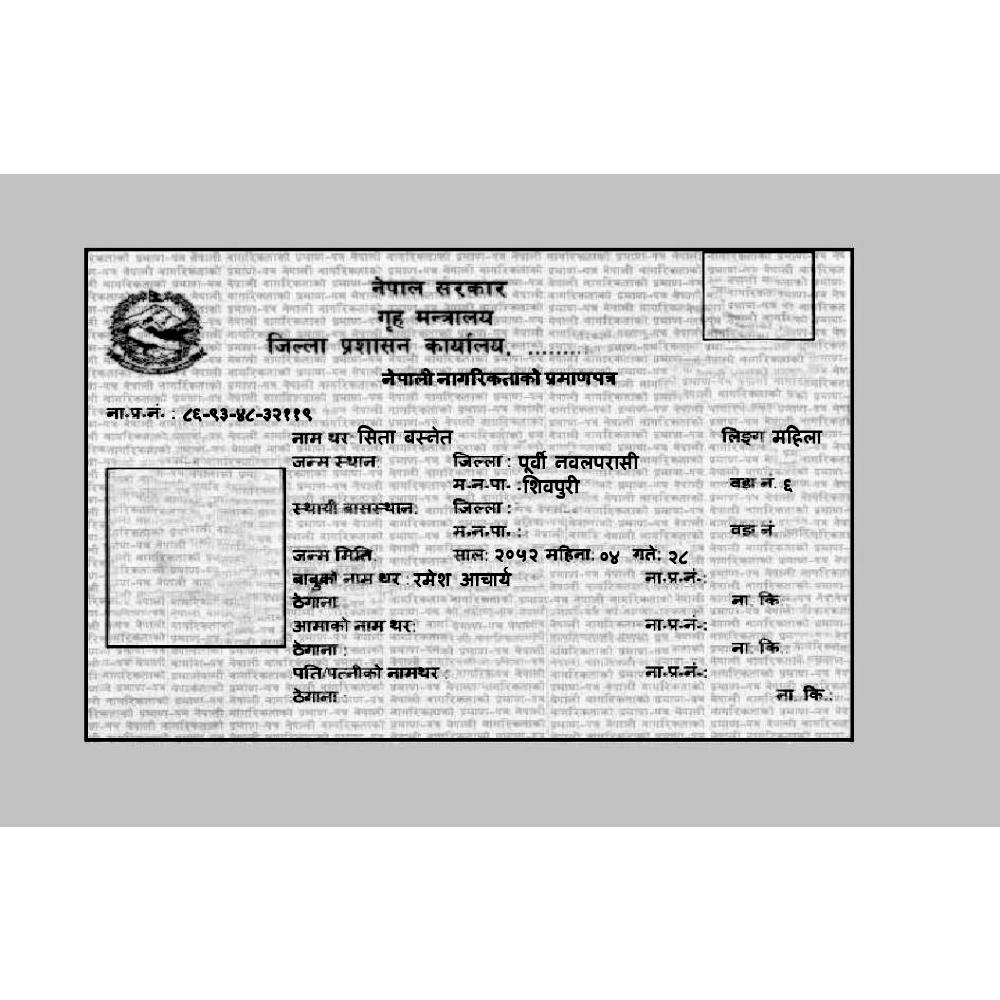 नेपाल सरकार
गृह मन्त्रालय
जिल्ला प्रशासन कार्यालय, .........
नेपाली नागरिकताको प्रमाणपत्र
ना.प्र.नं. : ८६-९३-४८-३२११९
नाम थर सिता बस्नेत लिङ्ग महिला
जन्म स्थान: जिल्ला : पूर्वी नवलपरासी
म.न.पा. : शिवपुरी वडा नं. ६
स्थायी बासस्थान: जिल्ला :
म.न.पा. : वडा नं.
जन्म मिति साल: २०५२ महिना: ०४ गते: २८
बाबुको नाम थर : रमेश आचार्य ना.प्र.नं.:
ठेगाना ना. कि.
आमाको नाम थर: ना.प्र.नं.:
ठेगाना : ना. कि.:
पति/पत्नीको नामथर : ना.प्र.नं.:
ठेगाना : ना. कि.: